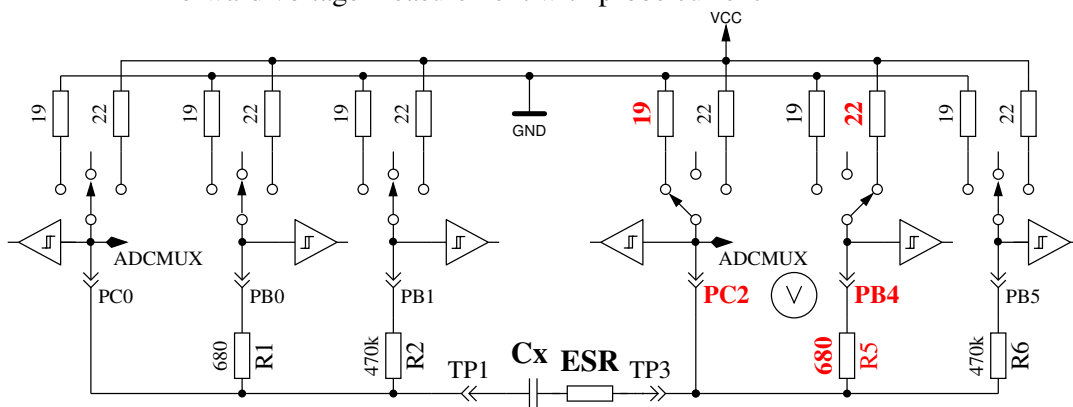 VCC
19
22
19
22
19
22
GND
19
22
19
22
19
22
ADCMUX
ADCMUX
PC0
PB0
PB1
PC2
V
PB4
PB5
680
R1
470k
R2
680
R5
470k
R6
TP1
Cx
ESR
TP3